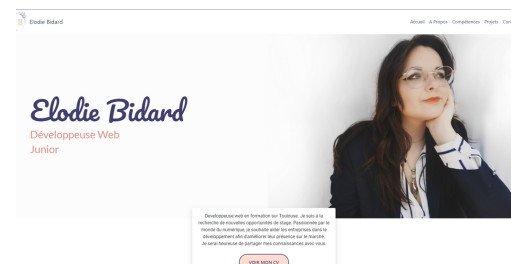 Elodie Bidard
Accueil A Propos Compétences Projets
Elodie Bidard
Développeuse Web
Junior
Developpeuse web en formation sur Toulouse. Je suis à la
recherche de nouvelles opportunités de stage. Passionnée par le
monde du numérique, je souhaite aider les entreprises dans le
développement afin d'améliorer leur présence sur le marché.
Je serai heureuse de partager mes connaissances avec vous.
VOIR MON CV